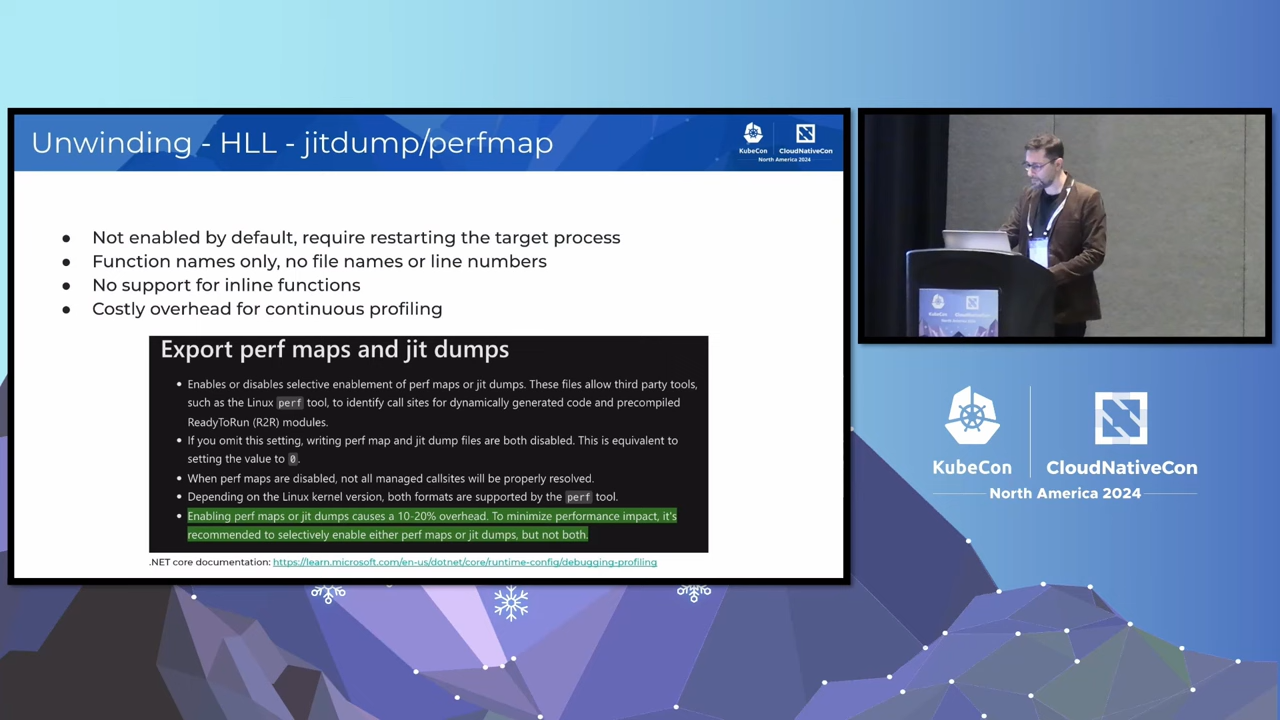 Unwinding - HLL - jitdump/perfmap
KubeCon
CloudNativeCon
North America 2024
● Not enabled by default, require restarting the target process
● Function names only, no file names or line numbers
● No support for inline functions
● Costly overhead for continuous profiling
Export perf maps and jit dumps
• Enables or disables selective enablement of perf maps or jit dumps. These files allow third party tools,
such as the Linux perf tool, to identify call sites for dynamically generated code and precompiled
ReadyToRun (R2R) modules.
• If you omit this setting, writing perf map and jit dump files are both disabled. This is equivalent to
setting the value to 0.
• When perf maps are disabled, not all managed callsites will be properly resolved.
• Depending on the Linux kernel version, both formats are supported by the perf tool.
• Enabling perf maps or jit dumps causes a 10-20% overhead. To minimize performance impact, it's
recommended to selectively enable either perf maps or jit dumps, but not both.
.NET core documentation: https://learn.microsoft.com/en-us/dotnet/core/runtime-config/debugging-profiling
KubeCon
CloudNativeCon
North America 2024
KubeCon
CloudNativeCon
North America 2024